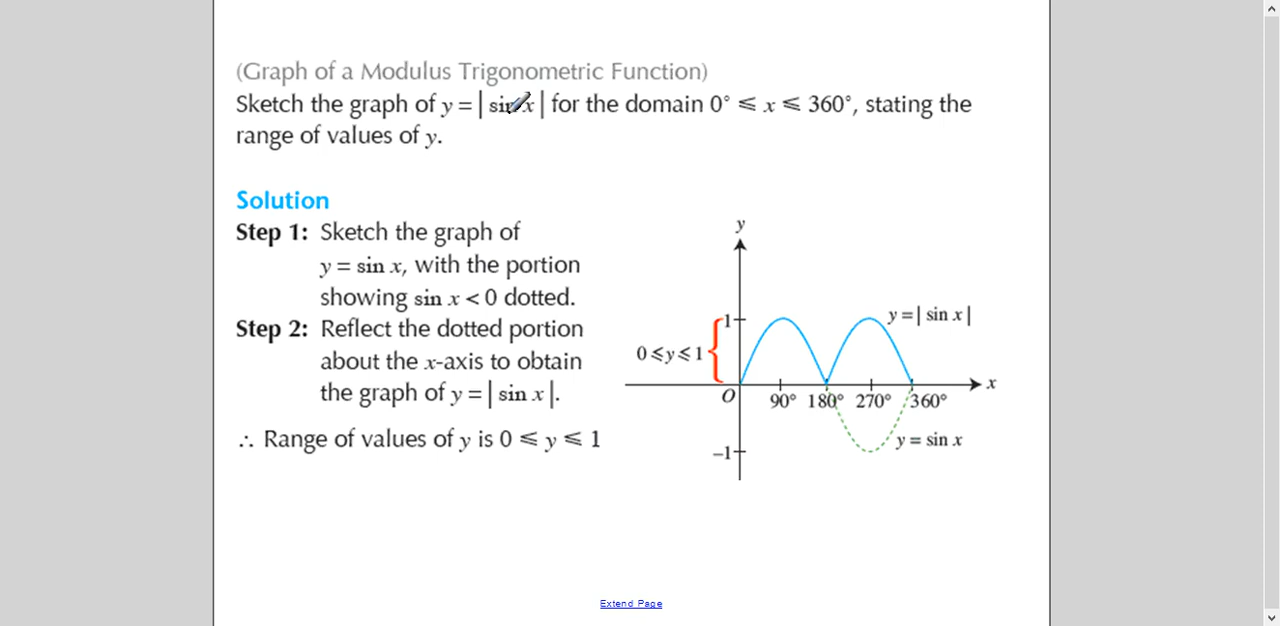 (Graph of a Modulus Trigonometric Function)
Sketch the graph of y = | sin x | for the domain 0° ⩽ x ⩽ 360°, stating the
range of values of y.
Solution
Step 1: Sketch the graph of
y = sin x, with the portion
showing sin x < 0 dotted.
Step 2: Reflect the dotted portion
about the x-axis to obtain
the graph of y = | sin x |.
∴ Range of values of y is 0 ⩽ y ⩽ 1
y
1
y = | sin x |
0 ⩽ y ⩽ 1
x
O
90° 180° 270° 360°
y = sin x
–1
Extend Page